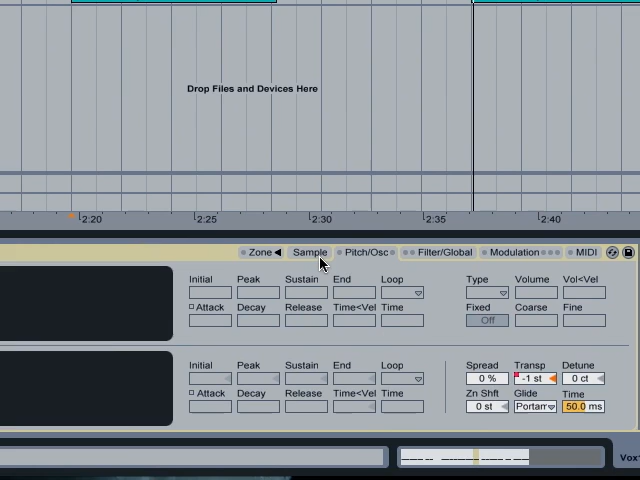 Drop Files and Devices Here
2:20 2:25 2:30 2:35 2:40
Zone Sample Pitch/Osc Filter/Global Modulation MIDI
Initial Peak Sustain End Loop Type Volume Vol<Vel
Attack Decay Release Time<Vel Time Fixed Coarse Fine
Off
Initial Peak Sustain End Loop Spread Transp Detune
0 % -1 st 0 ct
Attack Decay Release Time<Vel Time Zn Shft Glide Time
0 st Portam 50.0 ms
Vox